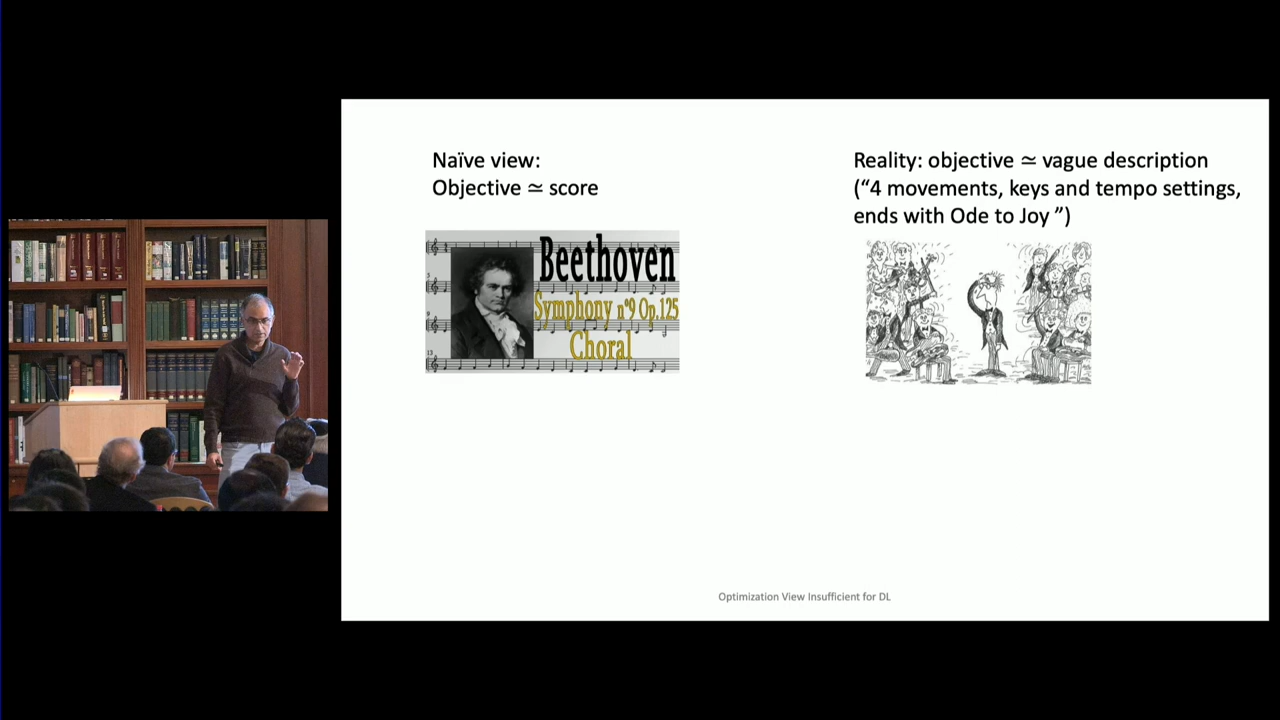 Naïve view:
Objective ≃ score
Beethoven
Symphony nº9 Op.125
Choral
Reality: objective ≃ vague description
(“4 movements, keys and tempo settings,
ends with Ode to Joy ”)
Optimization View Insufficient for DL